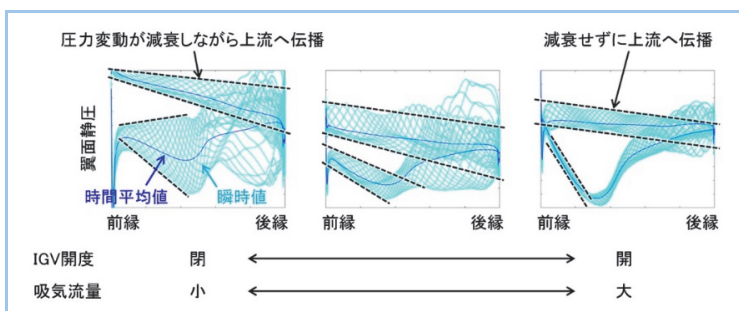 圧力変動が減衰しながら上流へ伝播
減衰せずに上流へ伝播
翼面静圧
時間平均値
瞬時値
前縁 後縁 前縁 後縁 前縁 後縁
IGV開度 閉 開
吸気流量 小 大